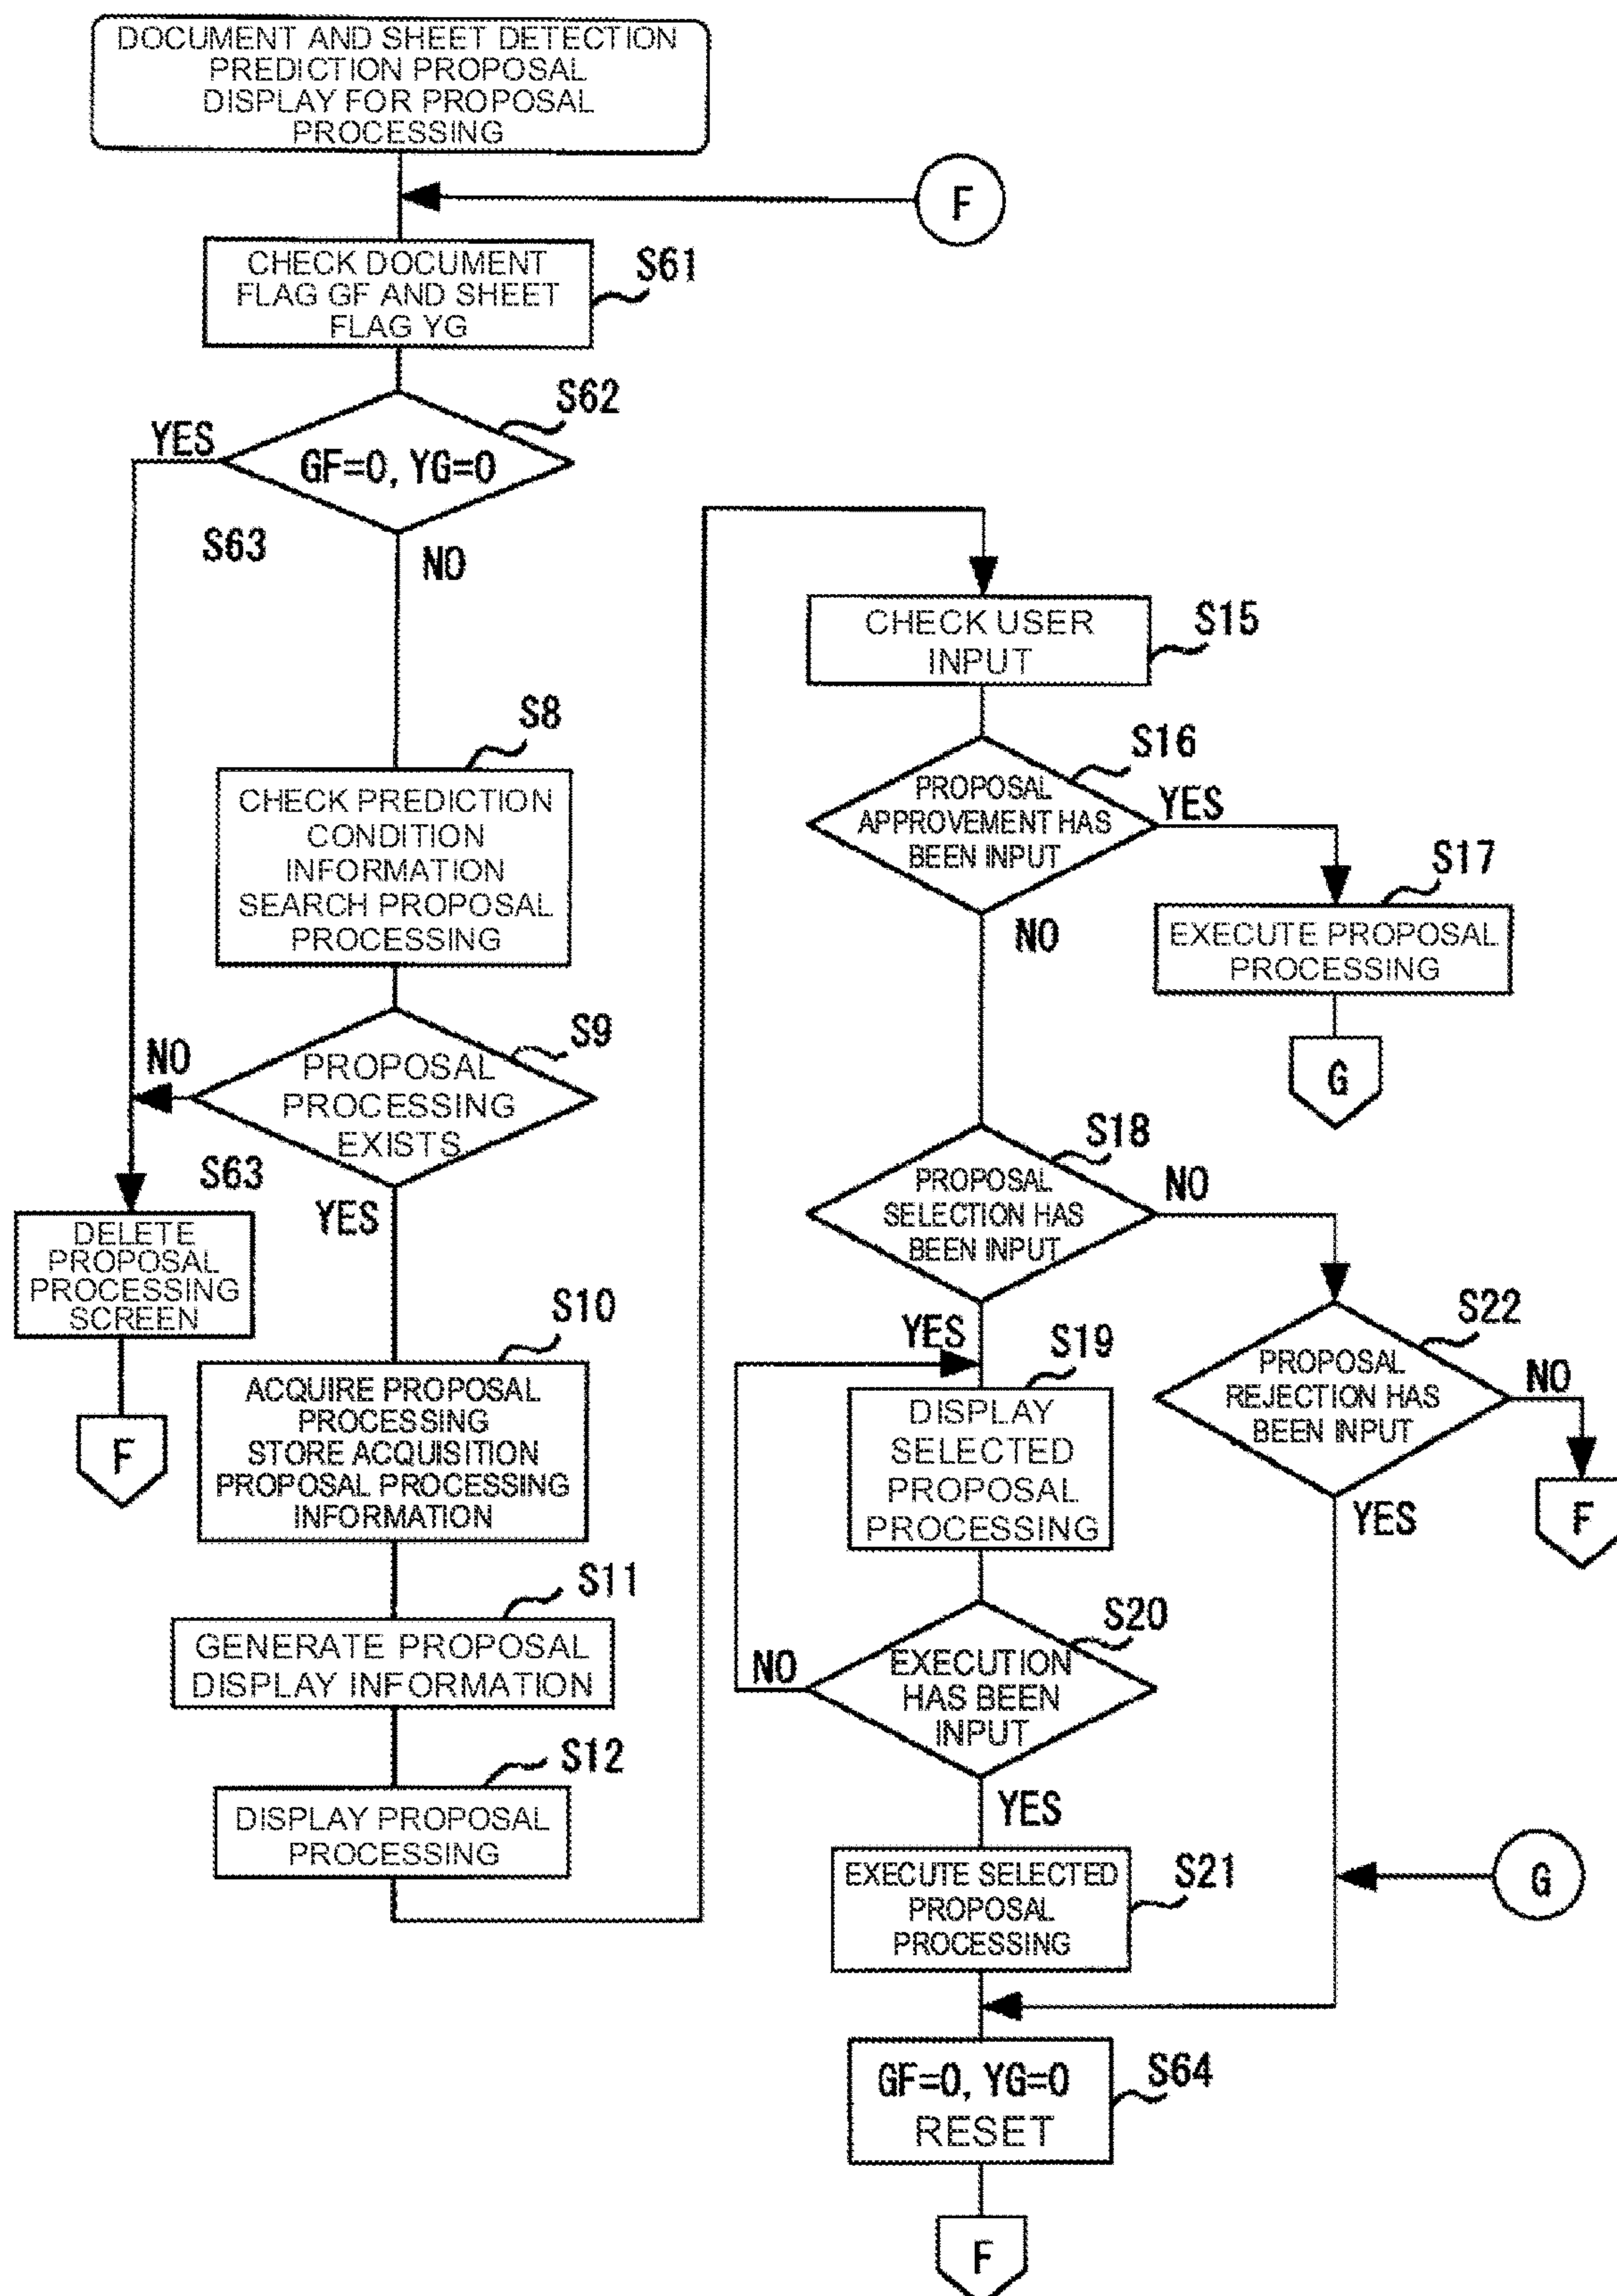 DOCUMENT AND SHEET DETECTION
PREDICTION PROPOSAL
DISPLAY FOR PROPOSAL
PROCESSING
F
CHECK DOCUMENT
FLAG GF AND SHEET
FLAG YG
S61
S62
YES
GF=0, YG=0
S63
NO
S8
CHECK PREDICTION
CONDITION
INFORMATION
SEARCH PROPOSAL
PROCESSING
S9
NO
PROPOSAL
PROCESSING
EXISTS
S63
YES
DELETE
PROPOSAL
PROCESSING
SCREEN
F
S10
ACQUIRE PROPOSAL
PROCESSING
STORE ACQUISITION
PROPOSAL PROCESSING
INFORMATION
S11
GENERATE PROPOSAL
DISPLAY INFORMATION
S12
DISPLAY PROPOSAL
PROCESSING
CHECK USER
INPUT
S15
S16
PROPOSAL
APPROVEMENT HAS
BEEN INPUT
YES
NO
S17
EXECUTE PROPOSAL
PROCESSING
G
S18
PROPOSAL
SELECTION HAS
BEEN INPUT
NO
YES
S19
DISPLAY
SELECTED
PROPOSAL
PROCESSING
S22
PROPOSAL
REJECTION HAS
BEEN INPUT
NO
YES
F
S20
EXECUTION
HAS BEEN
INPUT
NO
YES
EXECUTE SELECTED
PROPOSAL
PROCESSING
S21
G
GF=0, YG=0
RESET
S64
F